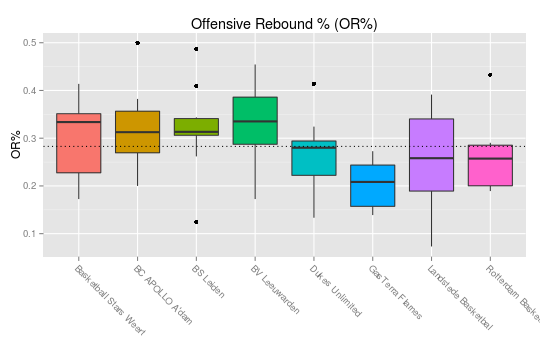 Offensive Rebound % (OR%)
OR%
0.5
0.4
0.3
0.2
0.1
Basketball Stars Weert
BC APOLLO A'dam
BS Leiden
BV Leeuwarden
Dukes Unlimited
GasTerra Flames
Landstede Basketbal
Rotterdam Baske